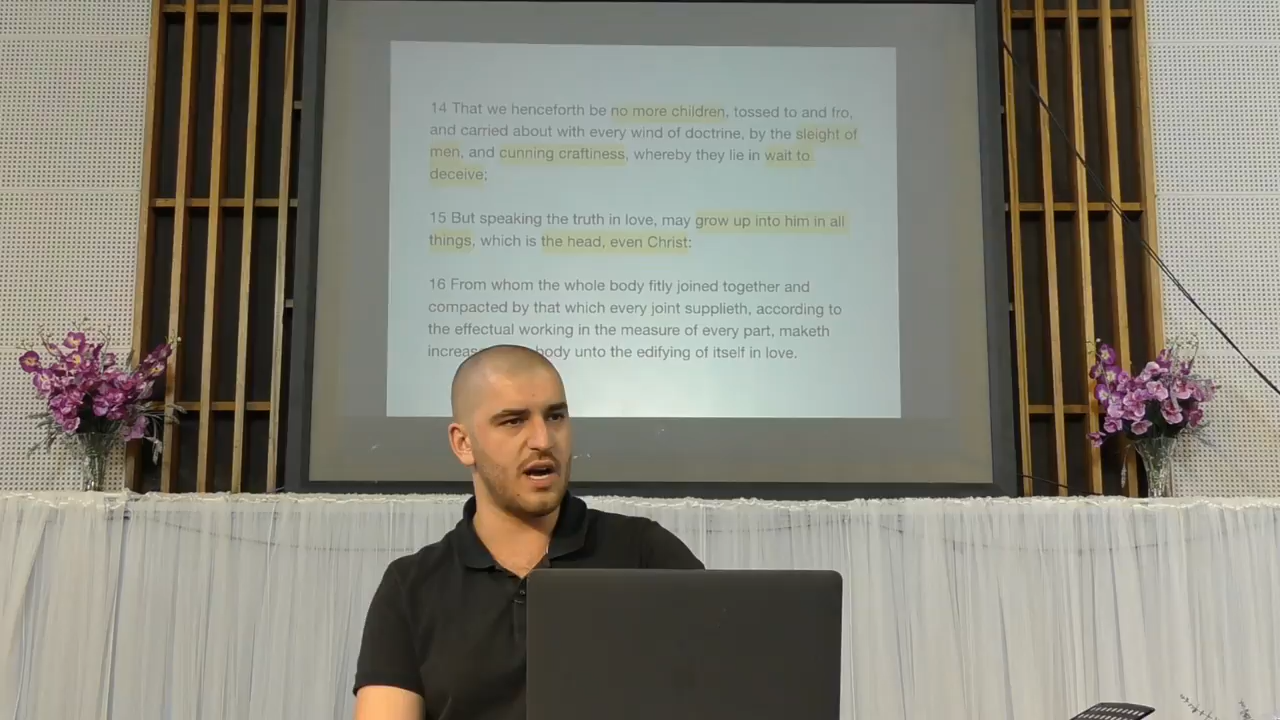 14 That we henceforth be no more children, tossed to and fro,
and carried about with every wind of doctrine, by the sleight of
men, and cunning craftiness, whereby they lie in wait to
deceive;
15 But speaking the truth in love, may grow up into him in all
things, which is the head, even Christ:
16 From whom the whole body fitly joined together and
compacted by that which every joint supplieth, according to
the effectual working in the measure of every part, maketh
body unto the edifying of itself in love.